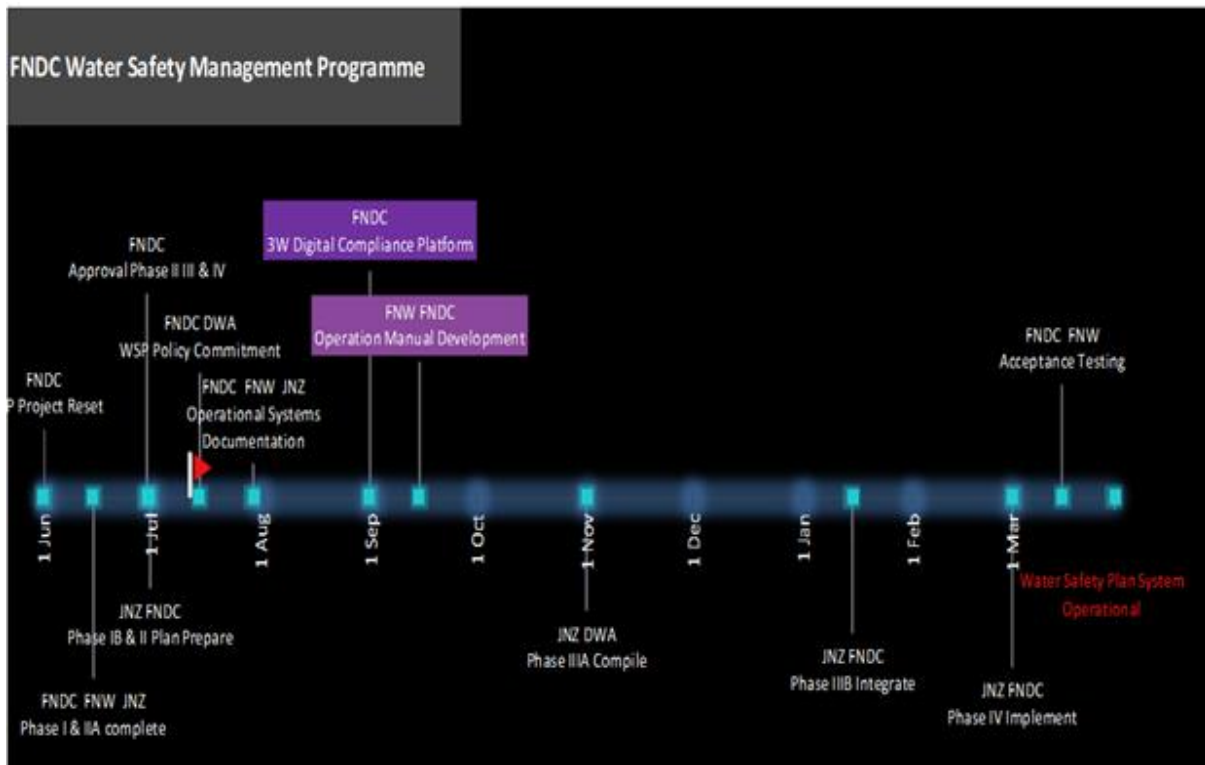 FNDC Water Safety Management Programme
FNDC
3W Digital Compliance Platform
FNDC
Approval Phase II III & IV
FNW FNDC
Operation Manual Development
FNDC DWA
WSP Policy Commitment
FNDC FNW
Acceptance Testing
FNDC
P Project Reset
FNDC FNW JNZ
Operational Systems
Documentation
1 Jun
1 Jul
1 Aug
1 Sep
1 Oct
1 Nov
1 Dec
1 Jan
1 Feb
1 Mar
Water Safety Plan System
Operational
JNZ FNDC
Phase IB & II Plan Prepare
JNZ DWA
Phase IIIA Compile
JNZ FNDC
Phase IIIB Integrate
JNZ FNDC
Phase IV Implement
FNDC FNW JNZ
Phase I & IIA complete